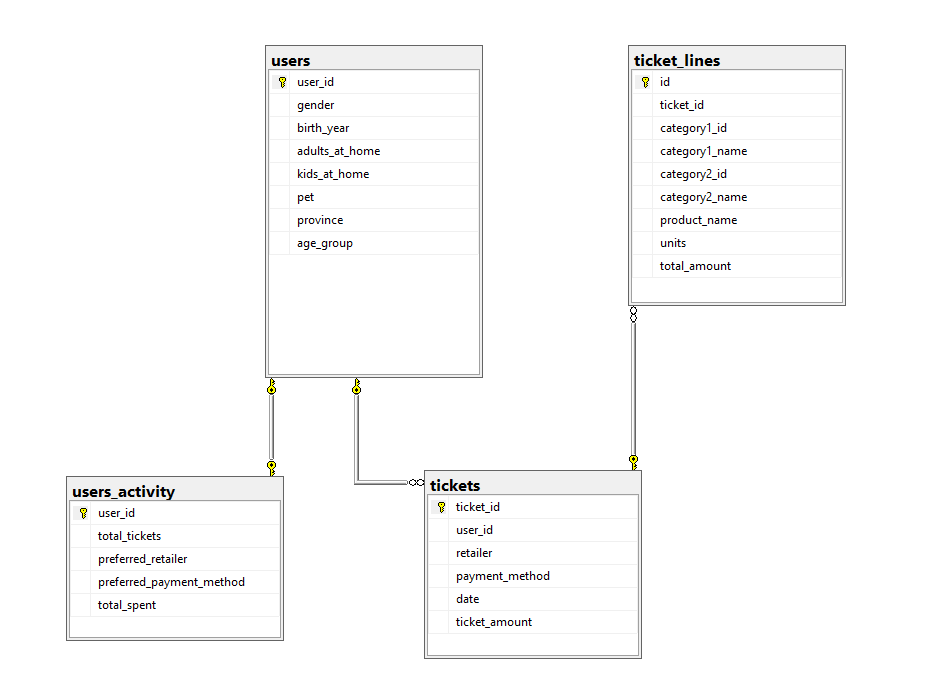 users
user_id
gender
birth_year
adults_at_home
kids_at_home
pet
province
age_group
ticket_lines
id
ticket_id
category1_id
category1_name
category2_id
category2_name
product_name
units
total_amount
users_activity
user_id
total_tickets
preferred_retailer
preferred_payment_method
total_spent
tickets
ticket_id
user_id
retailer
payment_method
date
ticket_amount